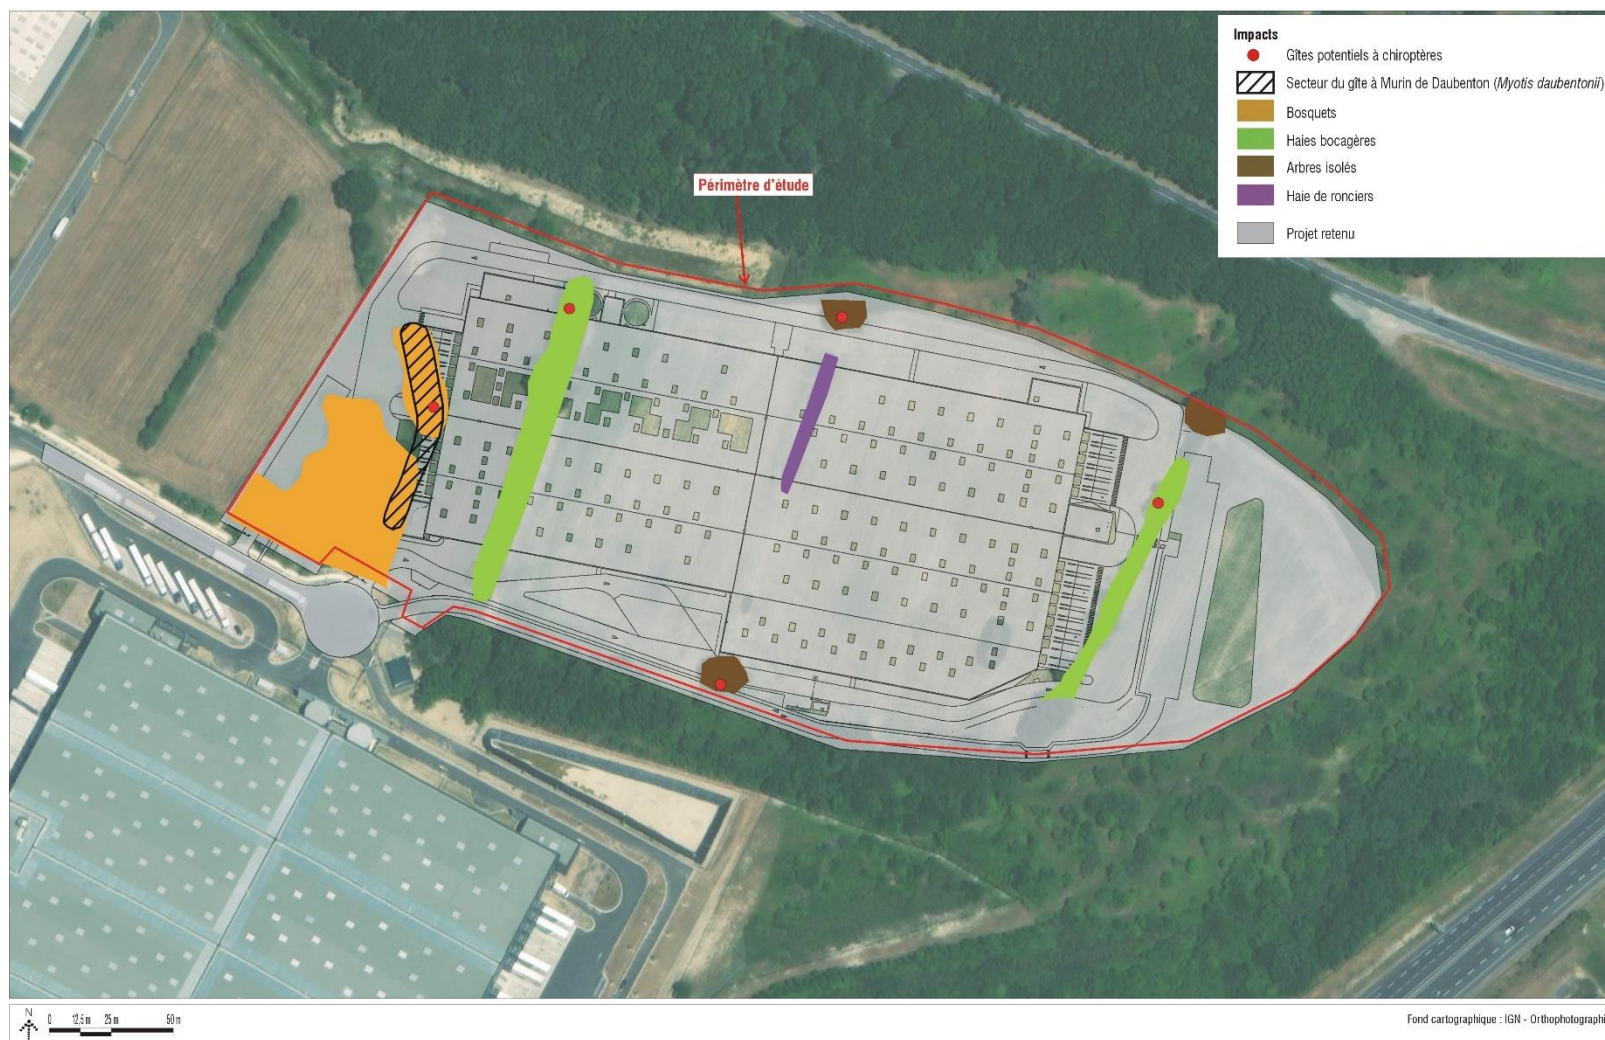 Impacts
Gîtes potentiels à chiroptères
Secteur du gîte à Murin de Daubenton (Myotis daubentonii)
Bosquets
Haies bocagères
Arbres isolés
Haie de ronciers
Projet retenu
Périmètre d'étude
N
0 12,5 m 25 m 50 m
Fond cartographique : IGN - Orthophotographi